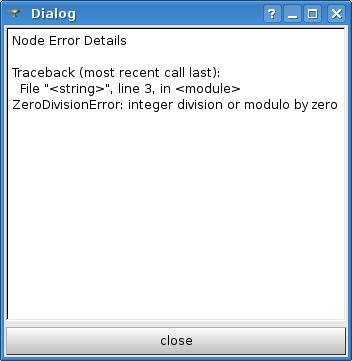 Dialog
Node Error Details
Traceback (most recent call last):
  File "<string>", line 3, in <module>
ZeroDivisionError: integer division or modulo by zero
close